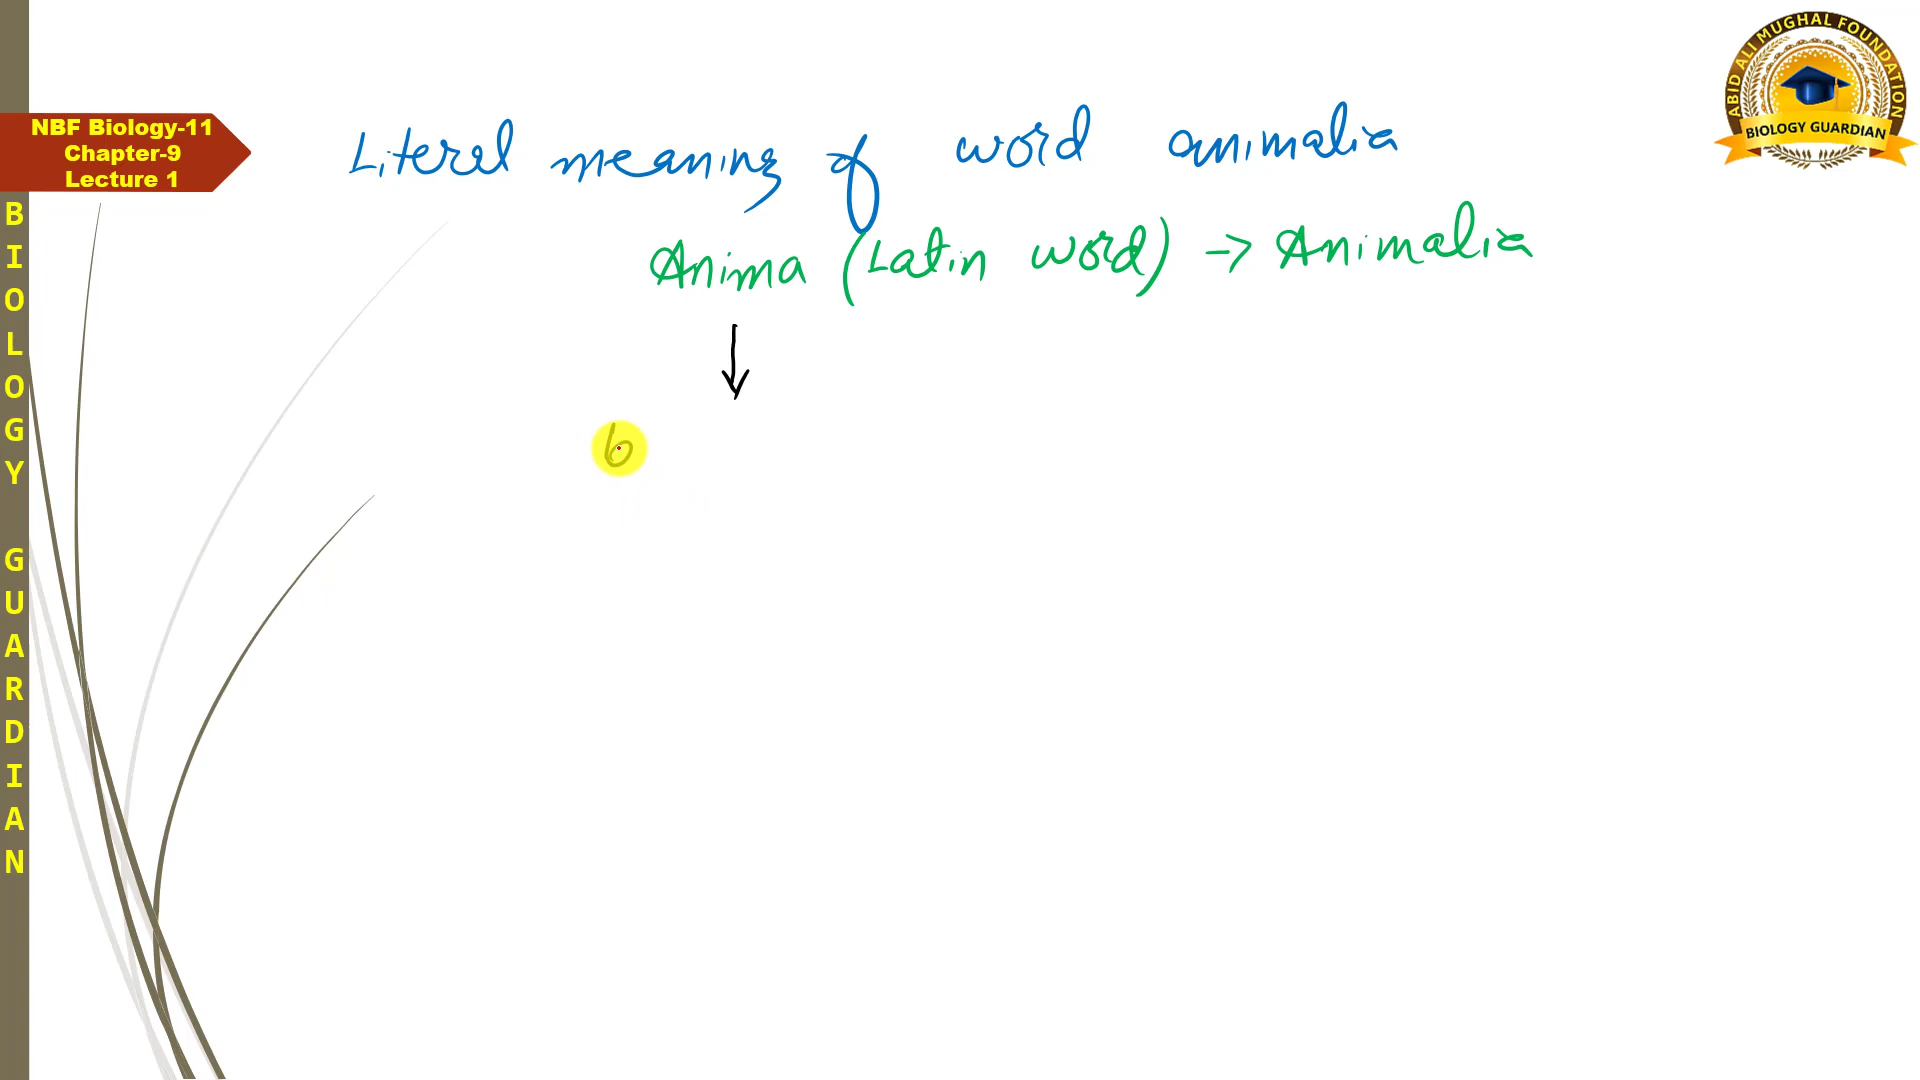 ABID ALI MUGHAL FOUNDATION
BIOLOGY GUARDIAN
NBF Biology-11
Chapter-9
Lecture 1
Literal meaning of word animalia
Anima (Latin word) → Animalia
↓
b
BIOLOGY GUARDIAN